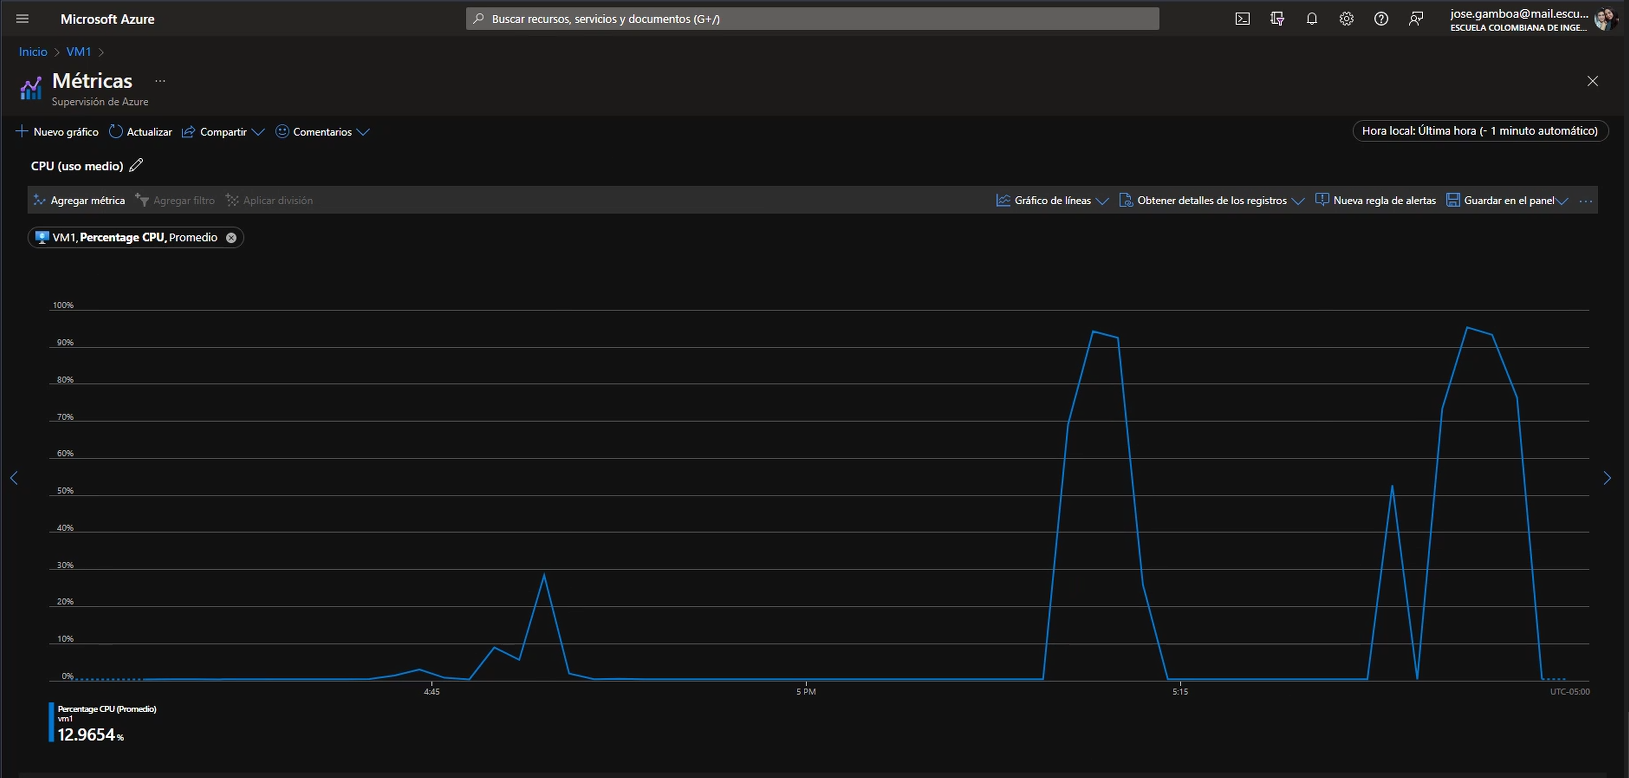 Microsoft Azure
Buscar recursos, servicios y documentos (G+/)
jose.gamboa@mail.escu...
ESCUELA COLOMBIANA DE INGE...
Inicio > VM1 >
Métricas ...
Supervisión de Azure
Nuevo gráfico Actualizar Compartir Comentarios
Hora local: Última hora (- 1 minuto automático)
CPU (uso medio)
Agregar métrica Agregar filtro Aplicar división Gráfico de líneas Obtener detalles de los registros Nueva regla de alertas Guardar en el panel ...
VM1, Percentage CPU, Promedio
100%
90%
80%
70%
60%
50%
40%
30%
20%
10%
0%
4:45 5 PM 5:15 UTC-05:00
Percentage CPU (Promedio)
vm1
12.9654 %